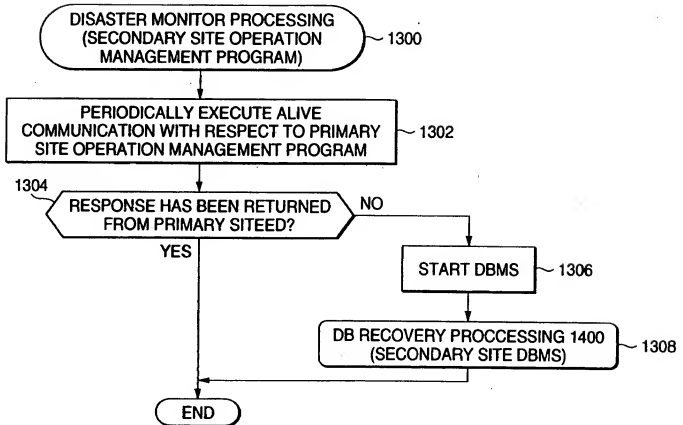 DISASTER MONITOR PROCESSING
(SECONDARY SITE OPERATION
MANAGEMENT PROGRAM)
1300
PERIODICALLY EXECUTE ALIVE
COMMUNICATION WITH RESPECT TO PRIMARY
SITE OPERATION MANAGEMENT PROGRAM
1302
1304
RESPONSE HAS BEEN RETURNED
FROM PRIMARY SITEED?
NO
YES
START DBMS
1306
DB RECOVERY PROCCESSING 1400
(SECONDARY SITE DBMS)
1308
END